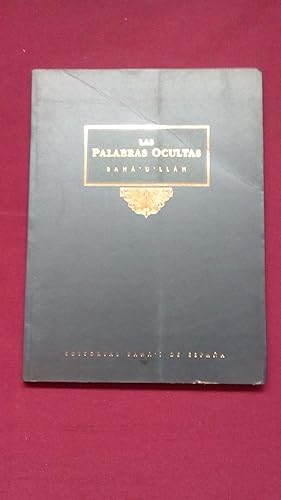 LAS
PALABRAS OCULTAS
BAHÁ'U'LLÁH
EDITORIAL BAHÁ'Í DE ESPAÑA